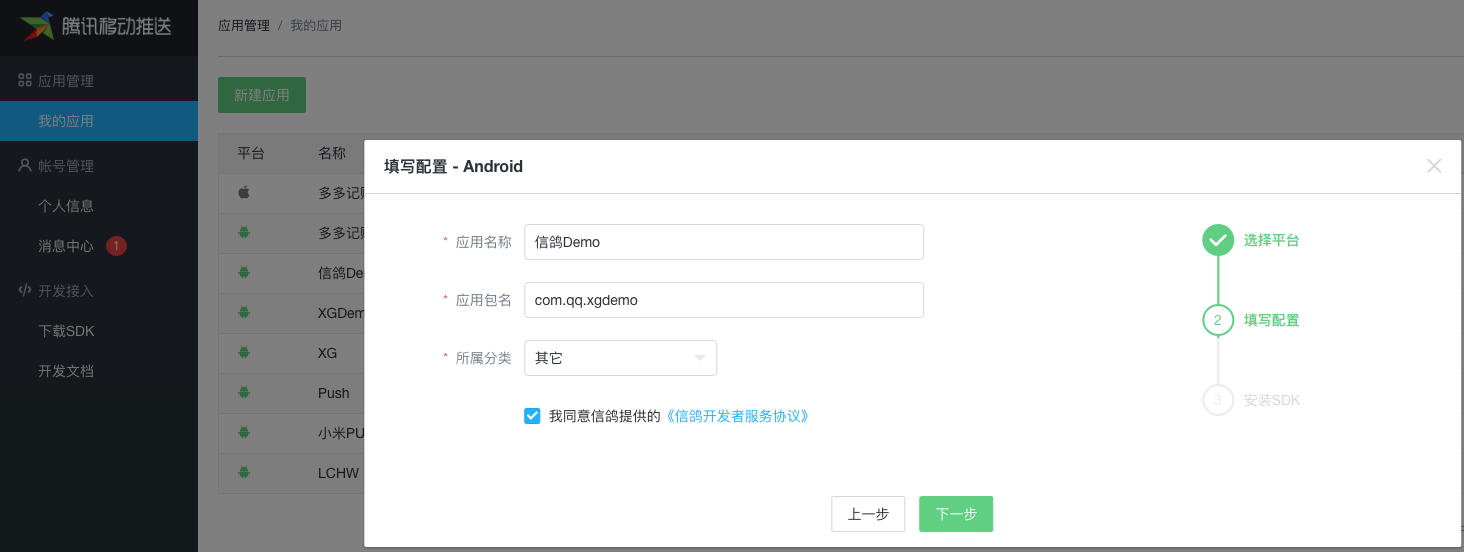 腾讯移动推送
应用管理 / 我的应用
应用管理
我的应用
帐号管理
个人信息
消息中心 1
开发接入
下载SDK
开发文档
新建应用
平台 名称
多多记
多多记
信鸽De
XGDem
XG
Push
小米PU
LCHW
填写配置 - Android
* 应用名称 信鸽Demo
* 应用包名 com.qq.xgdemo
* 所属分类 其它
我同意信鸽提供的《信鸽开发者服务协议》
上一步 下一步
选择平台
2 填写配置
3 安装SDK